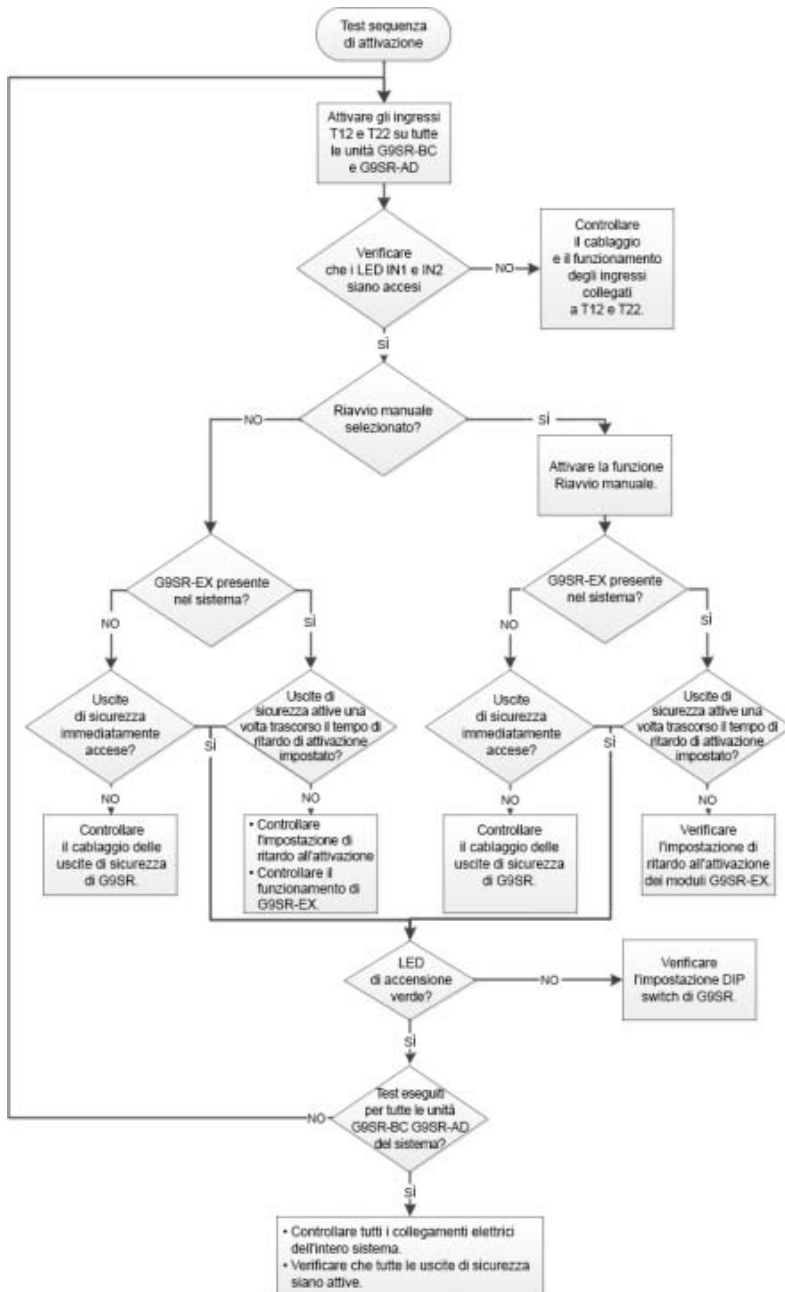 Test sequenza
di attivazione
Attivare gli ingressi
T12 e T22 su tutte
le unità G9SR-BC
e G9SR-AD
Verificare
che i LED IN1 e IN2
siano accesi
NO
Controllare
il cablaggio
e il funzionamento
degli ingressi
collegati
a T12 e T22.
SÌ
Riavvio manuale
selezionato?
NO
SÌ
Attivare la funzione
Riavvio manuale.
G9SR-EX presente
nel sistema?
NO
SÌ
G9SR-EX presente
nel sistema?
NO
SÌ
Uscite
di sicurezza
immediatamente
accese?
SÌ
NO
Uscite di
sicurezza attive una
volta trascorso il tempo di
ritardo di attivazione
impostato?
NO
Uscite
di sicurezza
immediatamente
accese?
SÌ
NO
Uscite di
sicurezza attive una
volta trascorso il tempo di
ritardo di attivazione
impostato?
NO
Controllare
il cablaggio delle
uscite di sicurezza
di G9SR.
• Controllare
l'impostazione di
ritardo all'attivazione
• Controllare il
funzionamento di
G9SR-EX.
Controllare
il cablaggio delle
uscite di sicurezza
di G9SR.
Verificare
l'impostazione di
ritardo all'attivazione
dei moduli G9SR-EX.
LED
di accensione
verde?
NO
Verificare
l'impostazione DIP
switch di G9SR.
SÌ
Test eseguiti
per tutte le unità
G9SR-BC G9SR-AD
del sistema?
NO
SÌ
• Controllare tutti i collegamenti elettrici
dell'intero sistema.
• Verificare che tutte le uscite di sicurezza
siano attive.